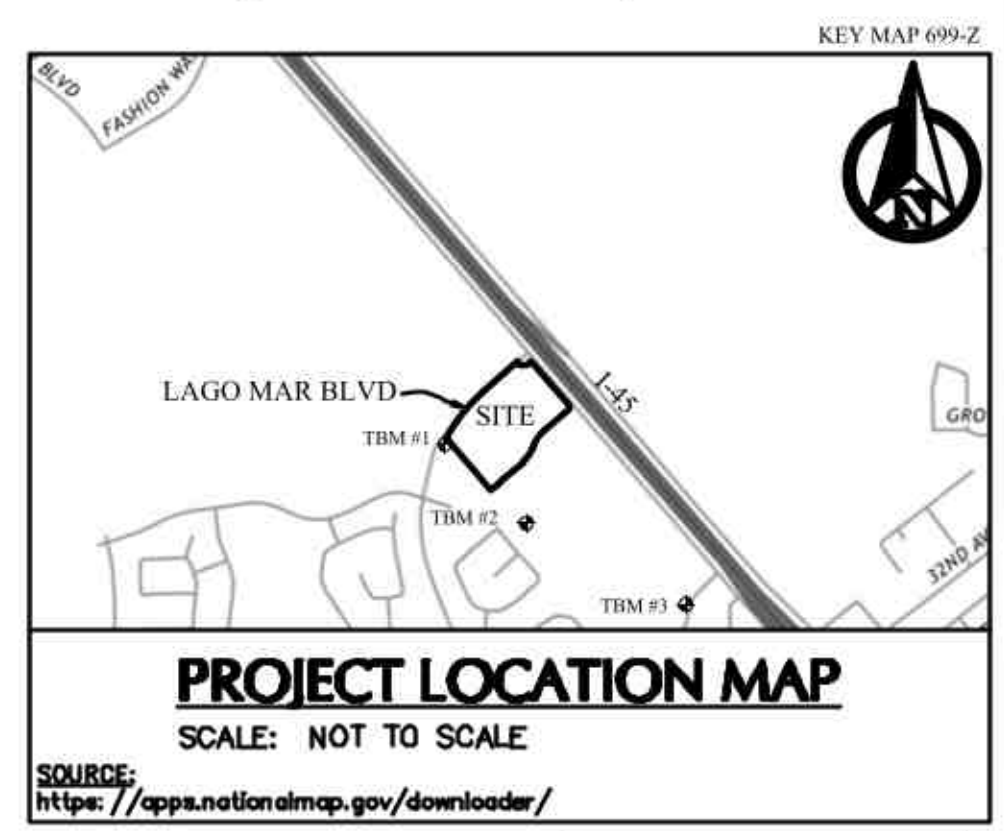 KEY MAP 699-Z
BLVD
FASHION WA
N
LAGO MAR BLVD
I-45
SITE
GRO
TBM #1
TBM #2
32ND AV
TBM #3
PROJECT LOCATION MAP
SCALE: NOT TO SCALE
SOURCE:
https://apps.nationalmap.gov/downloader/